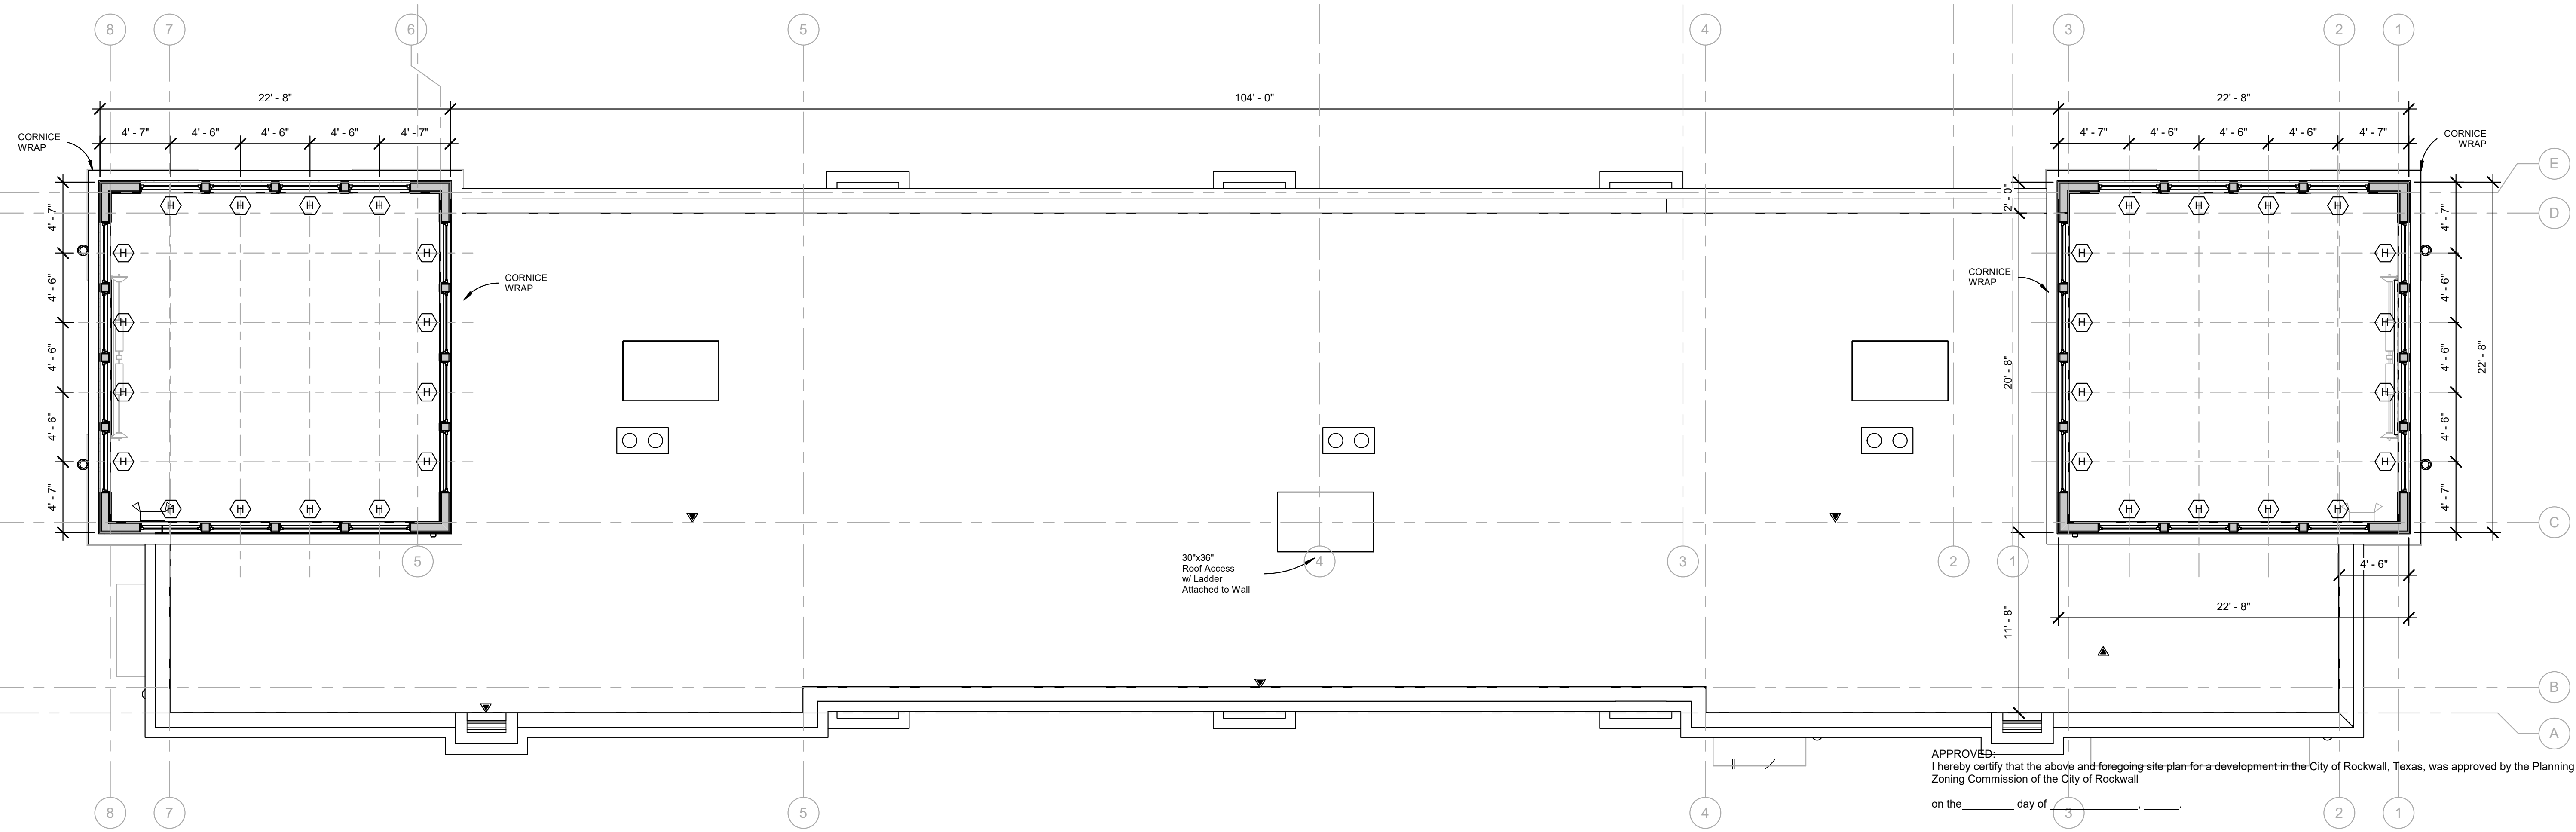 8 7 6 5 4 3 2 1
22' - 8" 104' - 0" 22' - 8"
4' - 7" 4' - 6" 4' - 6" 4' - 6" 4' - 7"
4' - 7" 4' - 6" 4' - 6" 4' - 6" 4' - 7"
CORNICE
WRAP
CORNICE
WRAP
E
D
C
B
A
H H H H
H H
H H
H H
H H
H H H H
4' - 7"
4' - 6"
4' - 6"
4' - 6"
4' - 7"
CORNICE
WRAP
CORNICE
WRAP
2' - 0"
20' - 8"
11' - 8"
H H H H
H H
H H
H H
H H
H H H H
4' - 7"
4' - 6"
4' - 6"
4' - 6"
4' - 7"
22' - 8"
5 4 3 2 1
30"x36"
Roof Access
w/ Ladder
Attached to Wall
4' - 6"
22' - 8"
APPROVED:
I hereby certify that the above and foregoing site plan for a development in the City of Rockwall, Texas, was approved by the Planning
Zoning Commission of the City of Rockwall
on the day of , .
8 7 5 4 3 2 1